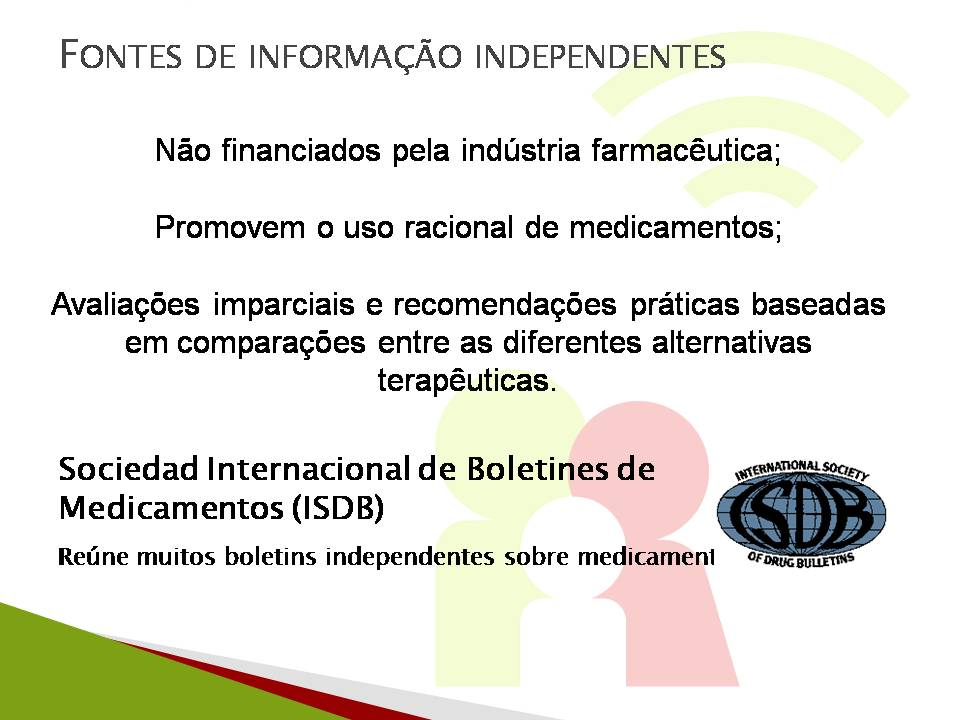 FONTES DE INFORMAÇÃO INDEPENDENTES
Não financiados pela indústria farmacêutica;
Promovem o uso racional de medicamentos;
Avaliações imparciais e recomendações práticas baseadas
em comparações entre as diferentes alternativas
terapêuticas.
Sociedad Internacional de Boletines de
Medicamentos (ISDB)
Reúne muitos boletins independentes sobre medicament
INTERNATIONAL SOCIETY
ISDB
OF DRUG BULLETINS